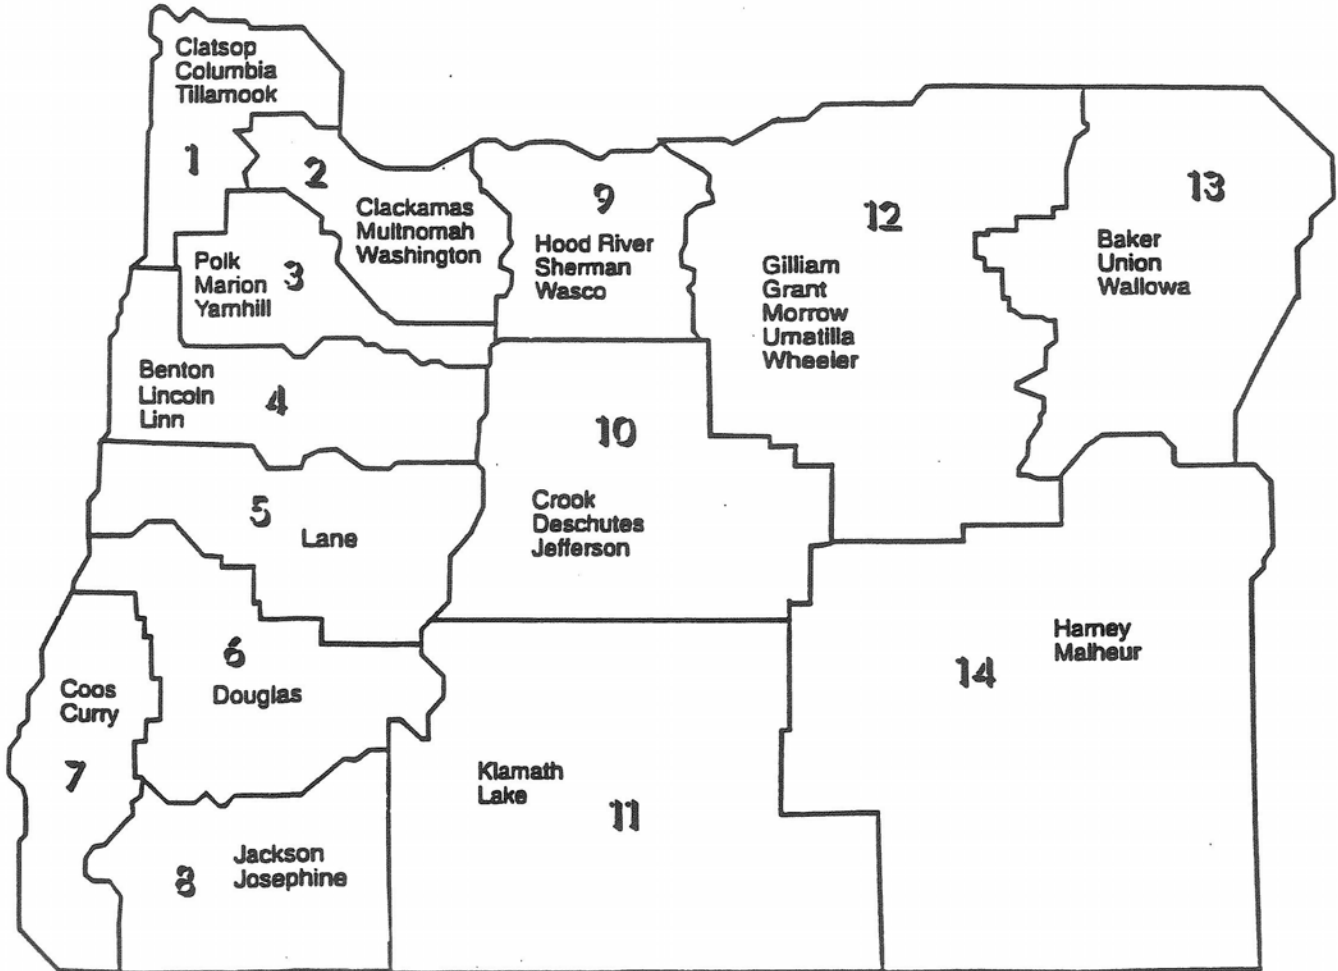 Clatsop
Columbia
Tillamook
1
2
Clackamas
Multnomah
Washington
Polk
Marion
Yamhill
3
Benton
Lincoln
Linn
4
5
Lane
6
Douglas
Coos
Curry
7
8
Jackson
Josephine
9
Hood River
Sherman
Wasco
10
Crook
Deschutes
Jefferson
Klamath
Lake
11
12
Gilliam
Grant
Morrow
Umatilla
Wheeler
13
Baker
Union
Wallowa
14
Harney
Malheur